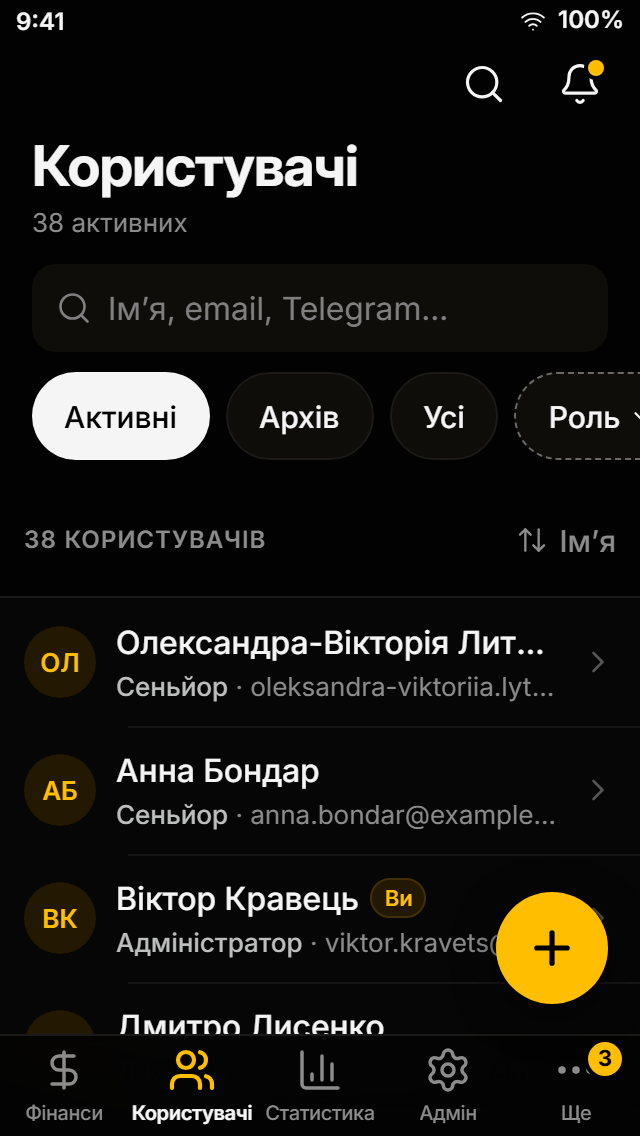 9:41 100%
Користувачі
38 активних
Ім’я, email, Telegram...
Активні Архів Усі Роль
38 КОРИСТУВАЧІВ Ім’я
ОЛ Олександра-Вікторія Лит...
Сеньйор · oleksandra-viktoriia.lyt...
АБ Анна Бондар
Сеньйор · anna.bondar@example...
ВК Віктор Кравець Ви
Адміністратор · viktor.kravets@
Дмитро Лисенко
3
Фінанси Користувачі Статистика Адмін Ще